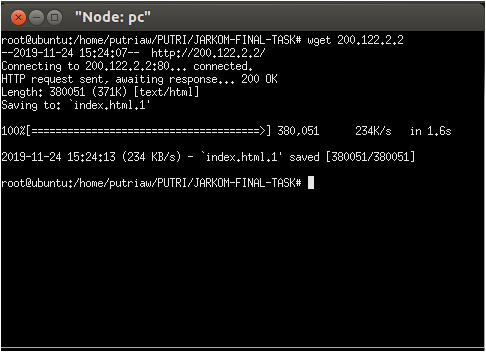 "Node: pc"
root@ubuntu:/home/putriaw/PUTRI/JARKOM-FINAL-TASK# wget 200.122.2.2
--2019-11-24 15:24:07--  http://200.122.2.2/
Connecting to 200.122.2.2:80... connected.
HTTP request sent, awaiting response... 200 OK
Length: 380051 (371K) [text/html]
Saving to: `index.html.1'
100%[======================================>] 380,051     234K/s   in 1.6s
2019-11-24 15:24:13 (234 KB/s) - `index.html.1' saved [380051/380051]
root@ubuntu:/home/putriaw/PUTRI/JARKOM-FINAL-TASK#